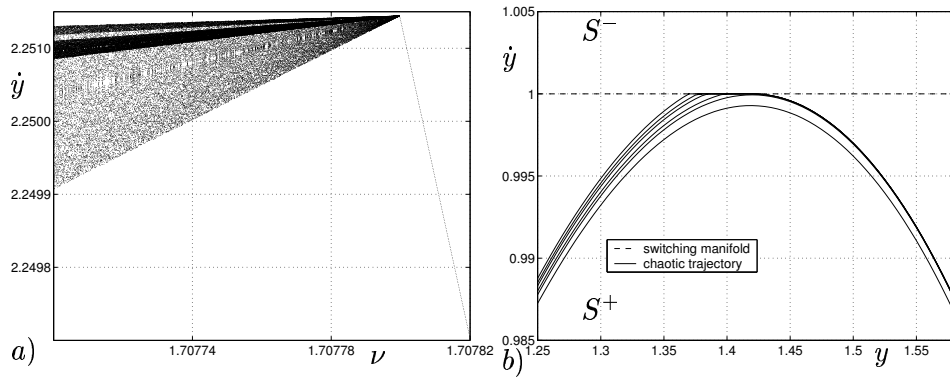 2.2510
ẏ
2.2500
2.2499
2.2498
a)
1.70774
1.70778
ν
1.70782
1.005
S⁻
ẏ
1
0.995
0.99
switching manifold
chaotic trajectory
S⁺
0.985
b)
1.25
1.3
1.35
1.4
1.45
1.5
y
1.55